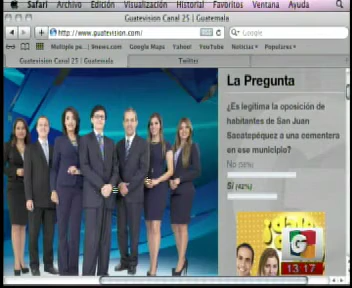 Safari Archivo Edición Visualización Historial Favoritos Ventana Ayuda
Guatevision Canal 25 | Guatemala
http://www.guatevision.com/
Google
Multiple pe... 9news.com Google Maps Yahoo! YouTube Noticias Populares
Guatevision Canal 25 | Guatemala
Twitter
La Pregunta
¿Es legítima la oposición de
habitantes de San Juan
Sacatepéquez a una cementera
en ese municipio?
No (58%)
Sí (42%)
G
13:17